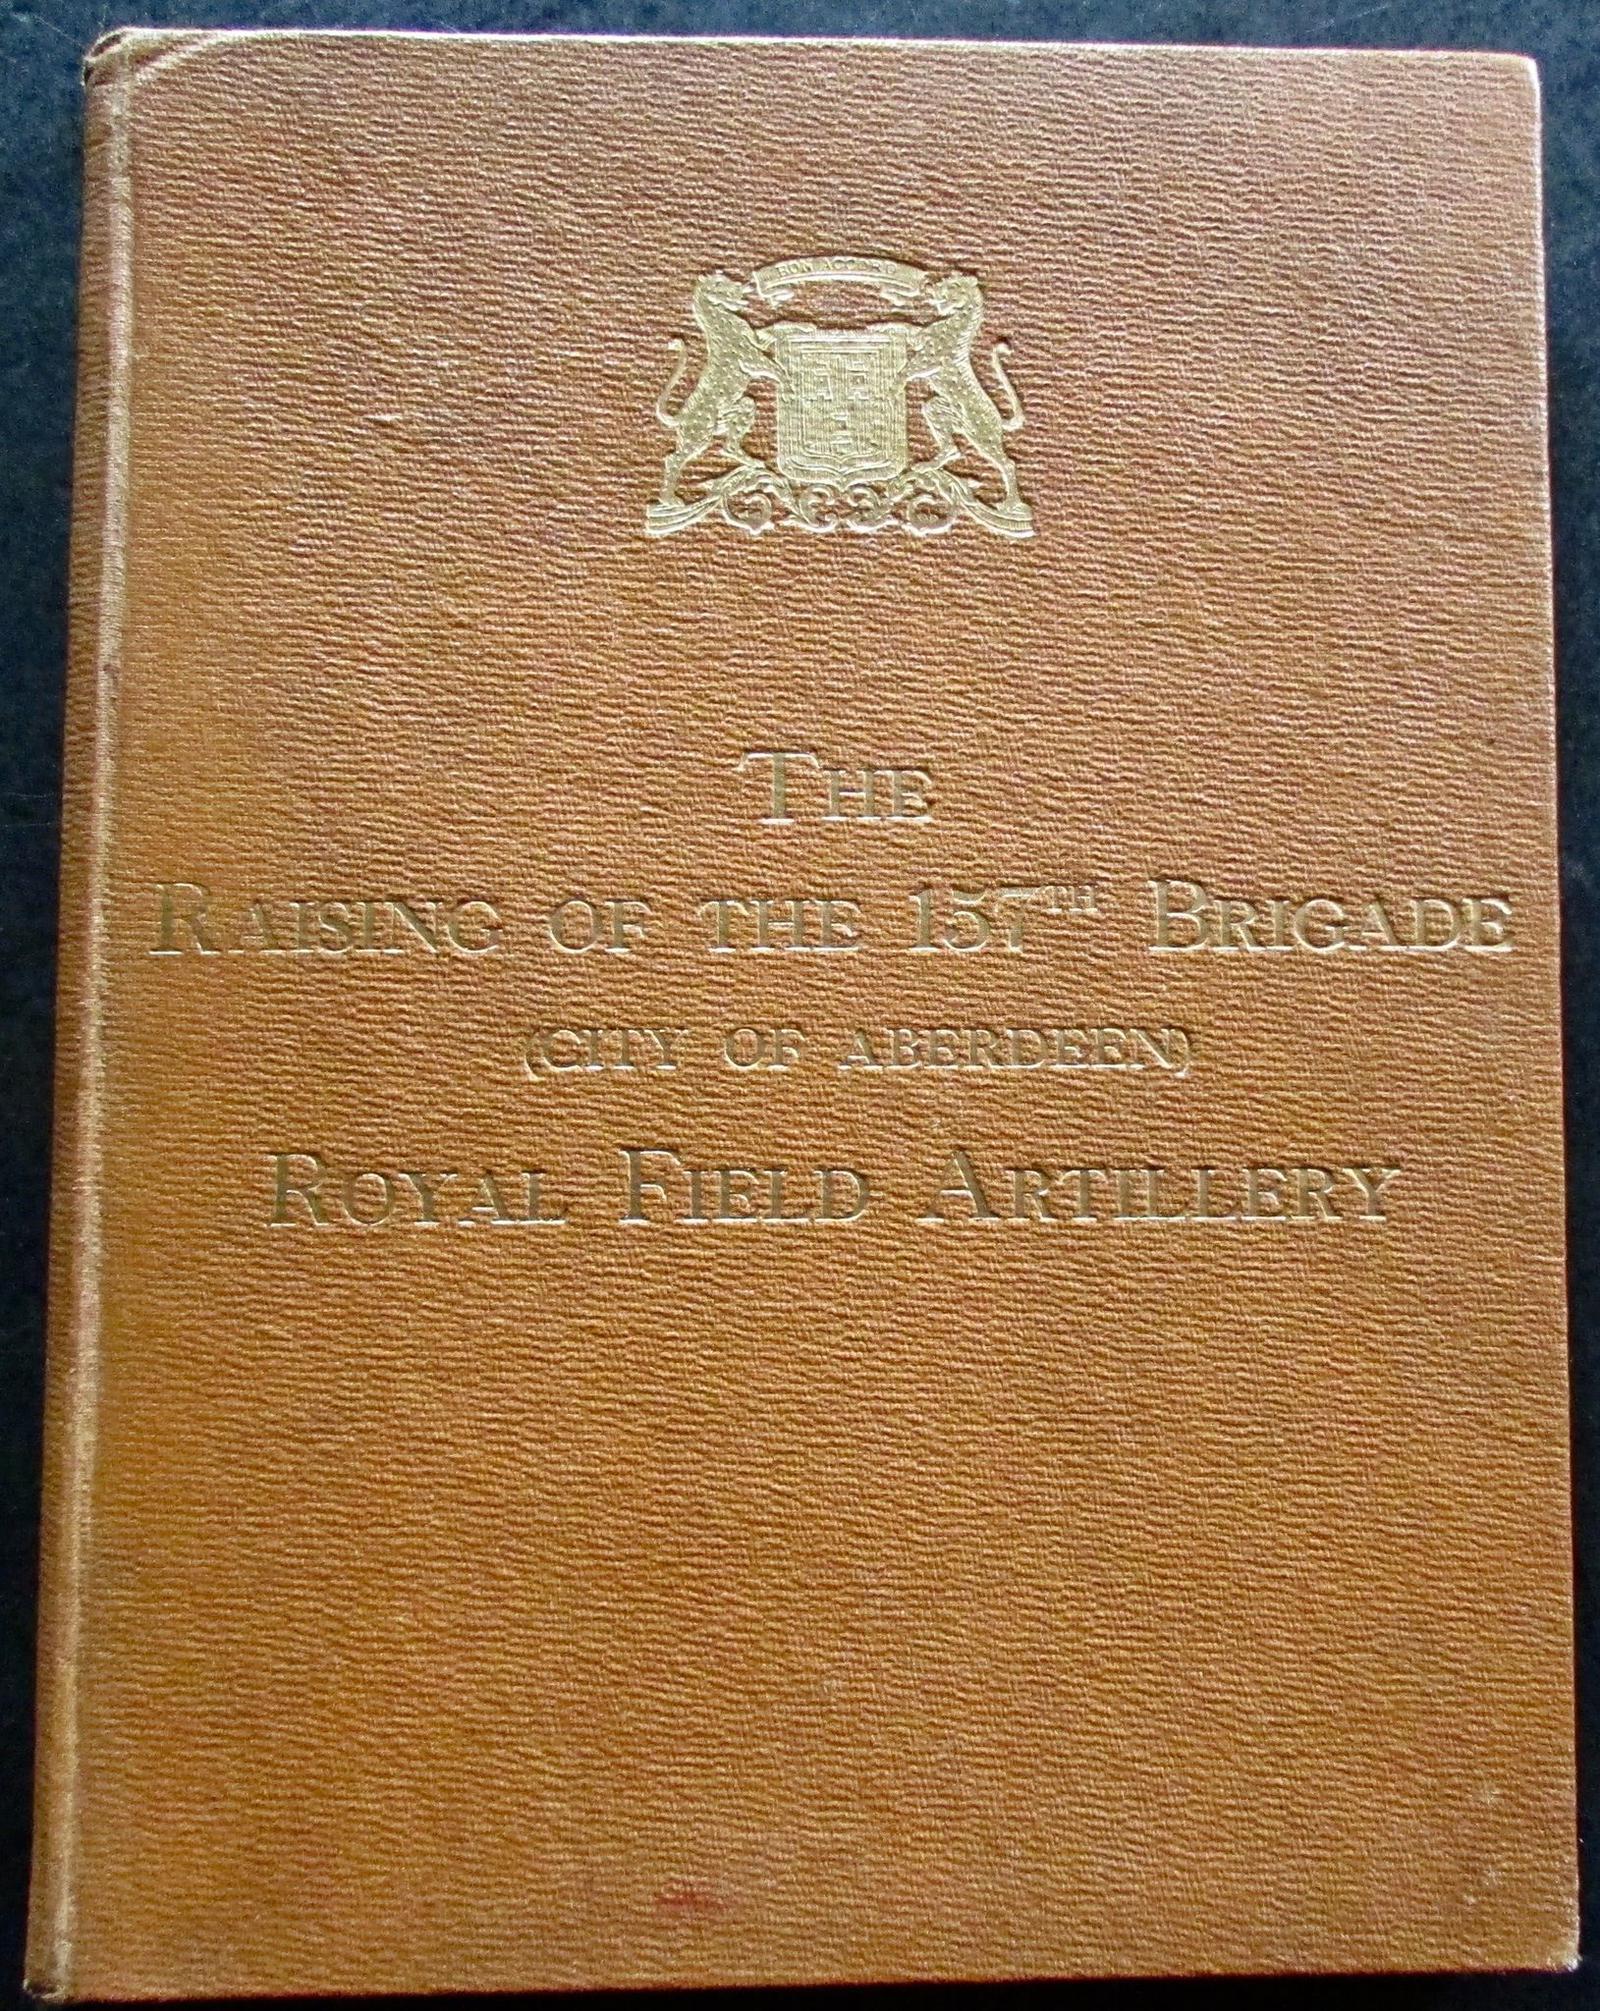 BON ACCORD
THE
RAISING OF THE 157TH BRIGADE
(CITY OF ABERDEEN)
ROYAL FIELD ARTILLERY